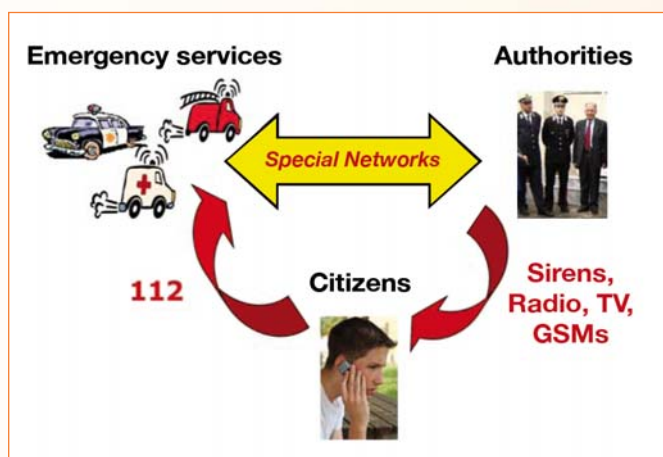 Emergency services
Authorities
Special Networks
112
Citizens
Sirens,
Radio, TV,
GSMs